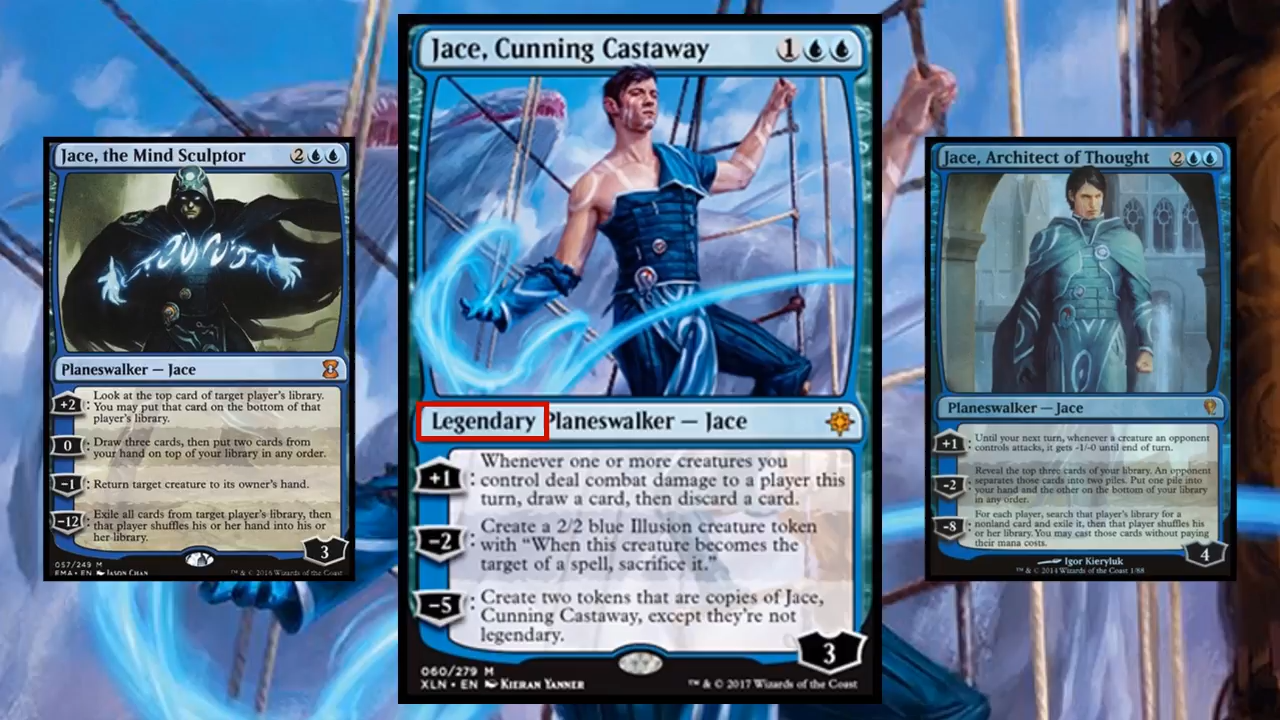 Jace, the Mind Sculptor 2
Planeswalker — Jace
+2: Look at the top card of target player's library.
You may put that card on the bottom of that
player's library.
0: Draw three cards, then put two cards from
your hand on top of your library in any order.
−1: Return target creature to its owner's hand.
−12: Exile all cards from target player's library, then
that player shuffles his or her hand into his or
her library.
3
057/249 M
EMA • EN Jason Chan ™ & © 2016 Wizards of the Coast
Jace, Cunning Castaway 1
Legendary Planeswalker — Jace
+1: Whenever one or more creatures you
control deal combat damage to a player this
turn, draw a card, then discard a card.
−2: Create a 2/2 blue Illusion creature token
with “When this creature becomes the
target of a spell, sacrifice it.”
−5: Create two tokens that are copies of Jace,
Cunning Castaway, except they're not
legendary.
3
060/279 M
XLN • EN Kieran Yanner ™ & © 2017 Wizards of the Coast
Jace, Architect of Thought 2
Planeswalker — Jace
+1: Until your next turn, whenever a creature an opponent
controls attacks, it gets -1/-0 until end of turn.
-2: Reveal the top three cards of your library. An opponent
separates those cards into two piles. Put one pile into
your hand and the other on the bottom of your library
in any order.
-8: For each player, search that player's library for a
nonland card and exile it, then that player shuffles his
or her library. You may cast those cards without paying
their mana costs.
4
Igor Kieryluk
™ & © 2014 Wizards of the Coast 1/88